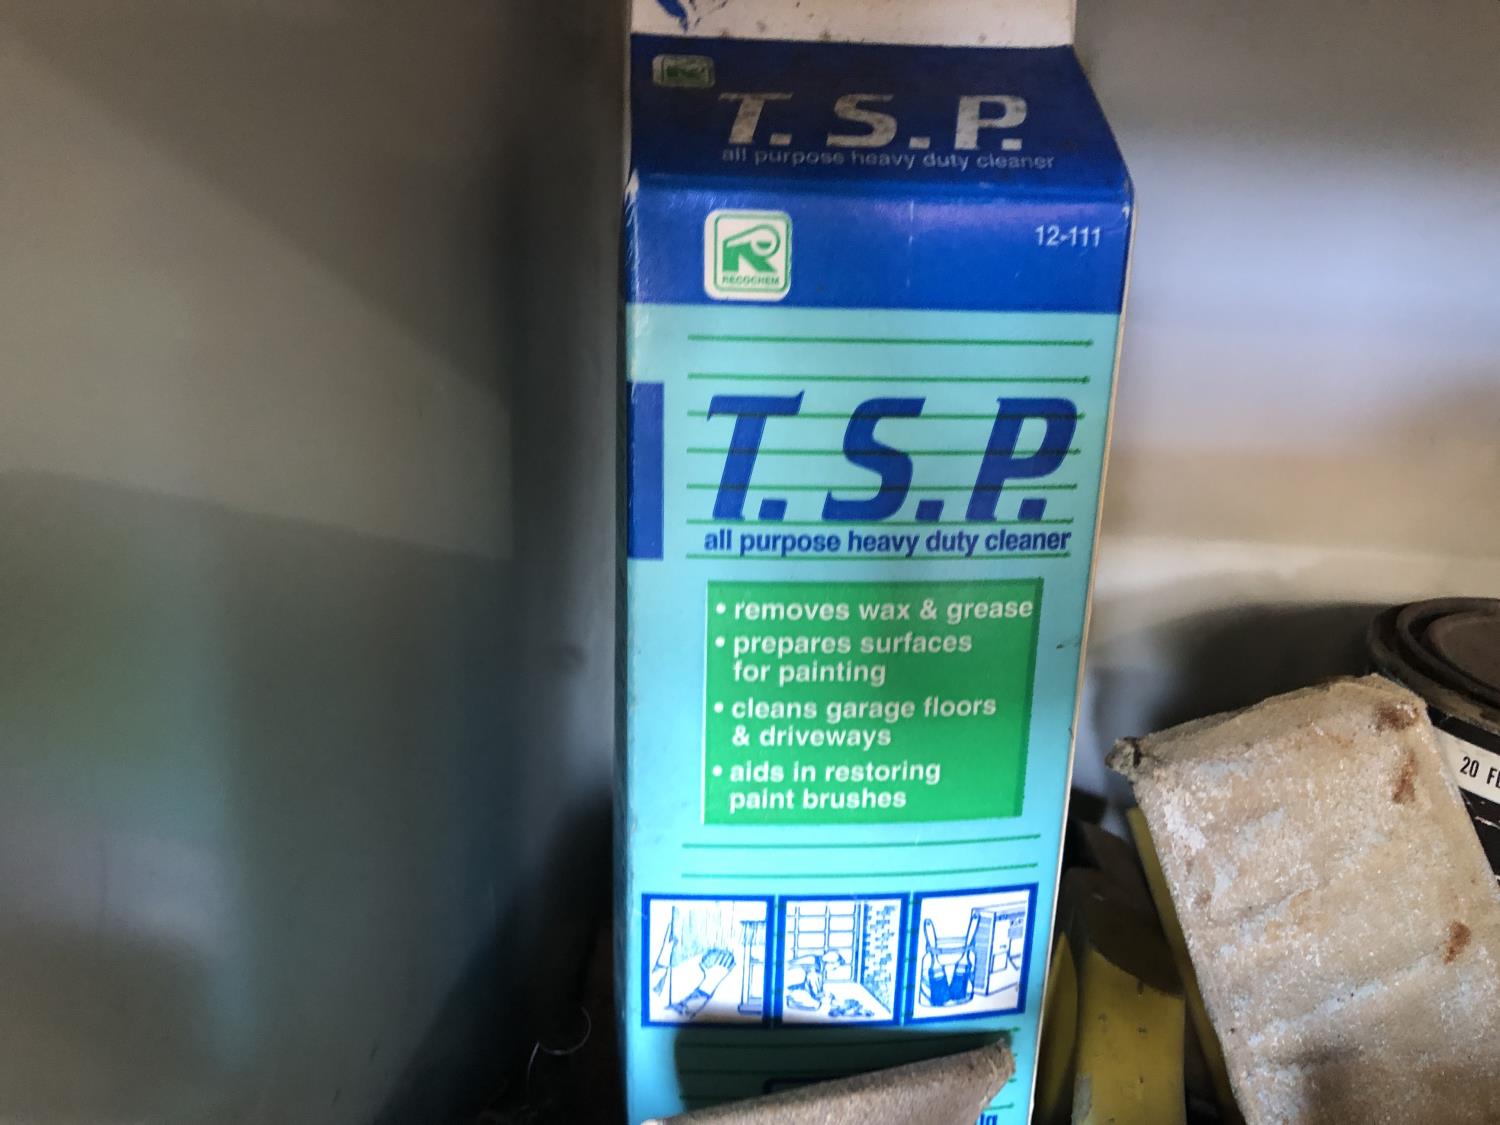 T. S. P.
all purpose heavy duty cleaner
RECOCHEM
12-111
T. S. P.
all purpose heavy duty cleaner
• removes wax & grease
• prepares surfaces
for painting
• cleans garage floors
& driveways
• aids in restoring
paint brushes
20